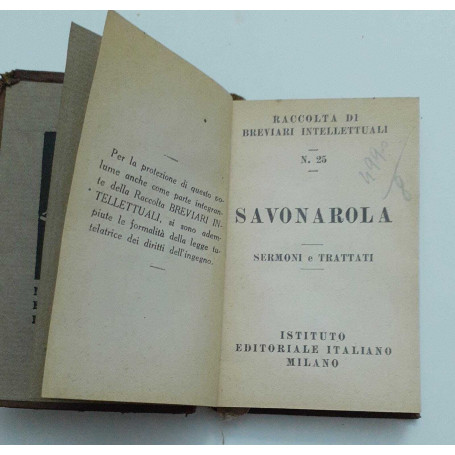 Per la protezione di questo vo-
lume anche come parte integran-
te della Raccolta BREVIARI IN-
TELLETTUALI, si sono adem-
piute le formalità della legge tu-
telatrice dei diritti dell'ingegno.
RACCOLTA DI
BREVIARI INTELLETTUALI
N. 25
SAVONAROLA
SERMONI e TRATTATI
ISTITUTO
EDITORIALE ITALIANO
MILANO